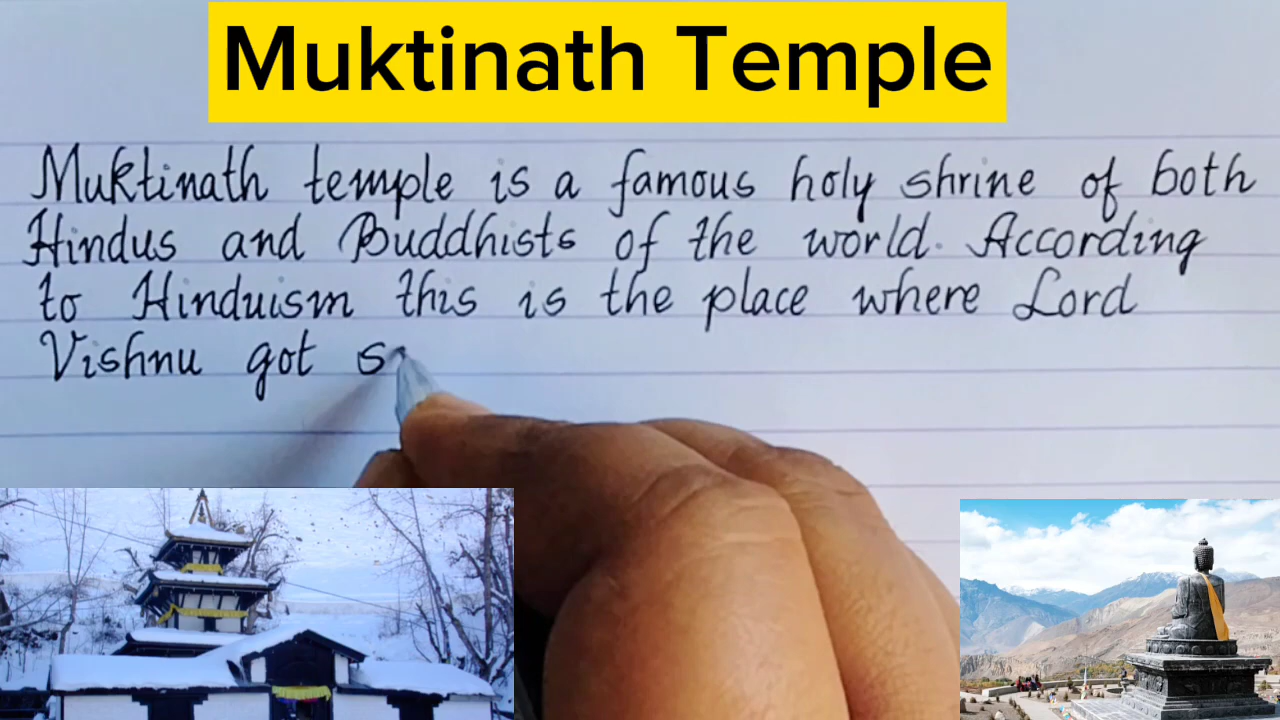 Muktinath Temple
Muktinath temple is a famous holy shrine of both
Hindus and Buddhists of the world. According
to Hinduism this is the place where Lord
Vishnu got s